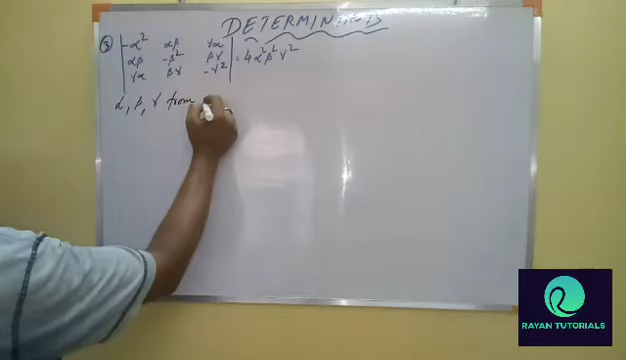 DETERMINANTS
③ | -α² αβ γα |
| αβ -β² βγ | = 4α²β²γ²
| γα βγ -γ² |
α, β, γ from
RAYAN TUTORIALS